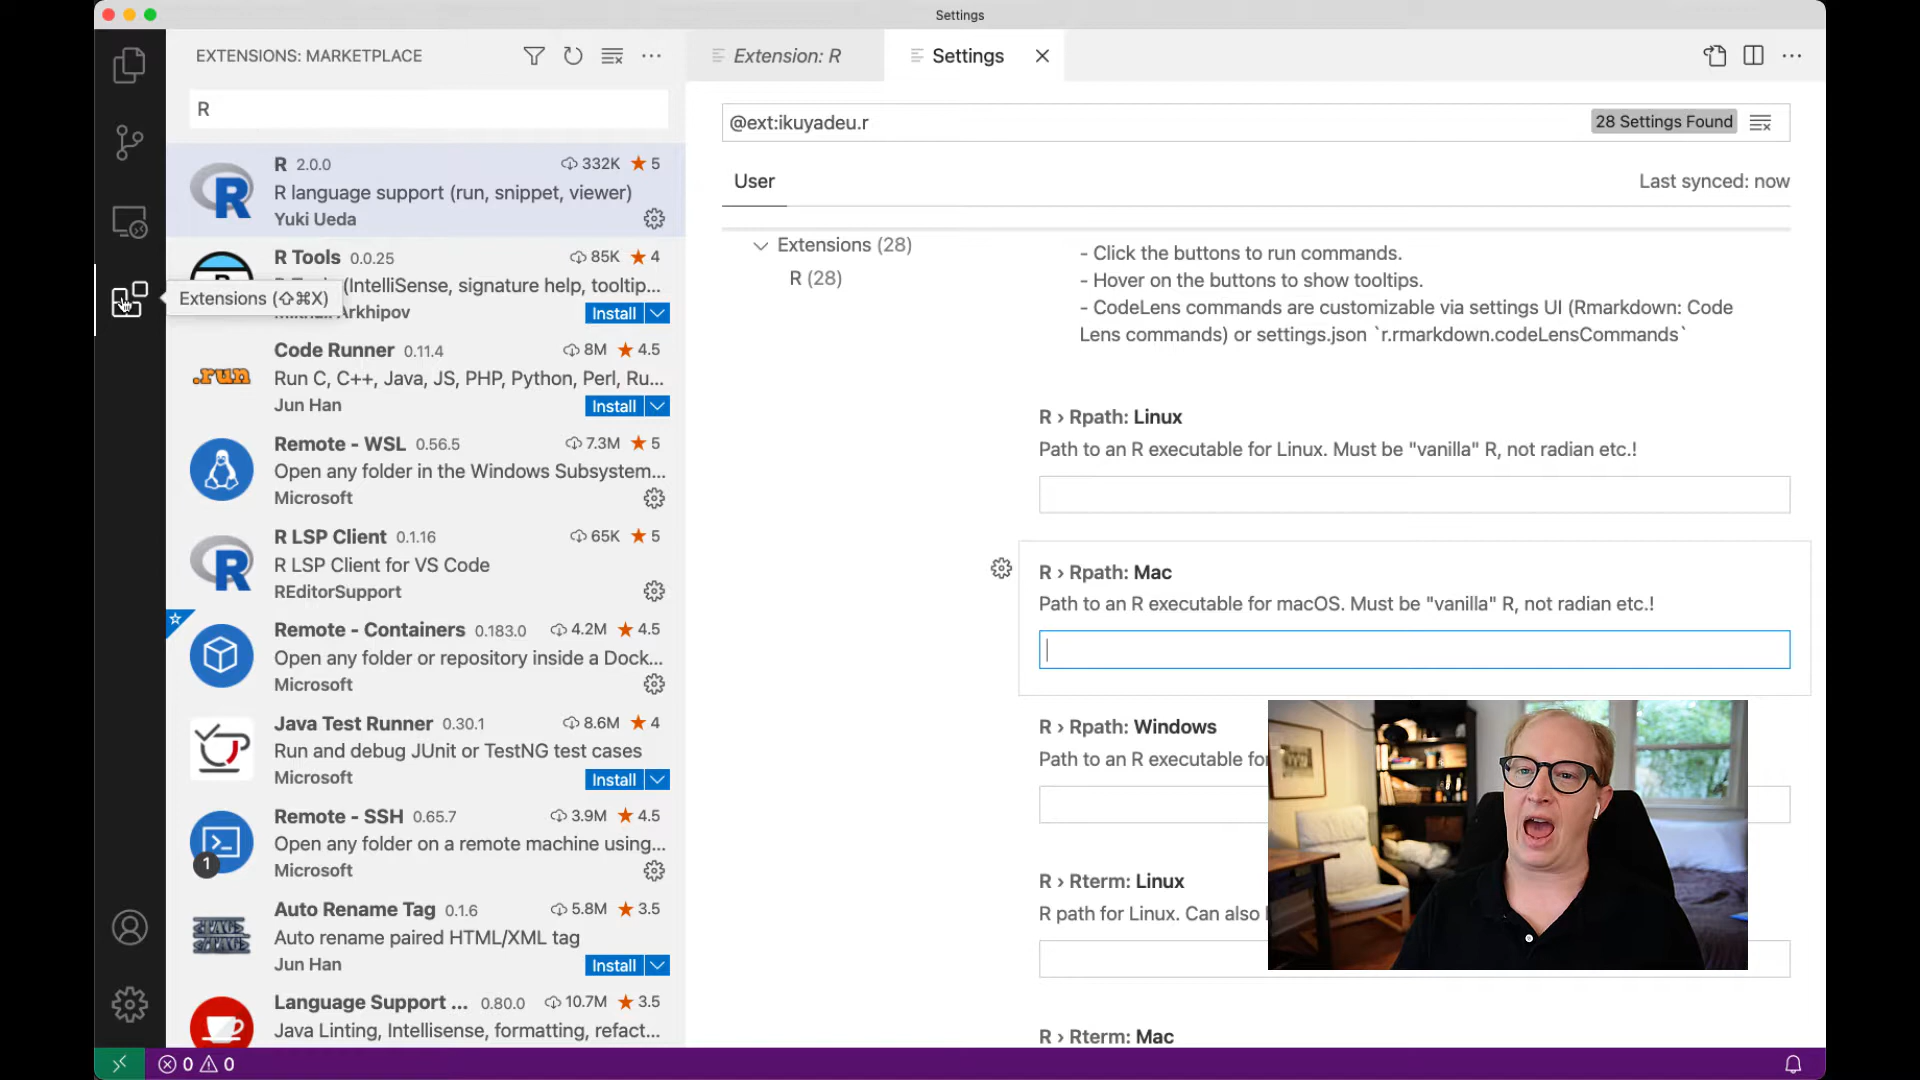 Settings
EXTENSIONS: MARKETPLACE
R
R 2.0.0 332K 5
R language support (run, snippet, viewer)
Yuki Ueda
R Tools 0.0.25 85K 4
(IntelliSense, signature help, tooltip...
Arkhipov
Install
Extensions (⇧⌘X)
Code Runner 0.11.4 8M 4.5
.run
Run C, C++, Java, JS, PHP, Python, Perl, Ru...
Jun Han
Install
Remote - WSL 0.56.5 7.3M 5
Open any folder in the Windows Subsystem...
Microsoft
R LSP Client 0.1.16 65K 5
R LSP Client for VS Code
REditorSupport
Remote - Containers 0.183.0 4.2M 4.5
Open any folder or repository inside a Dock...
Microsoft
Java Test Runner 0.30.1 8.6M 4
Run and debug JUnit or TestNG test cases
Microsoft
Install
Remote - SSH 0.65.7 3.9M 4.5
Open any folder on a remote machine using...
1
Microsoft
Auto Rename Tag 0.1.6 5.8M 3.5
Auto rename paired HTML/XML tag
Jun Han
Install
Language Support ... 0.80.0 10.7M 3.5
Java Linting, Intellisense, formatting, refact...
0 0
Extension: R
Settings
@ext:ikuyadeu.r
28 Settings Found
User
Last synced: now
Extensions (28)
R (28)
- Click the buttons to run commands.
- Hover on the buttons to show tooltips.
- CodeLens commands are customizable via settings UI (Rmarkdown: Code
Lens commands) or settings.json `r.rmarkdown.codeLensCommands`
R › Rpath: Linux
Path to an R executable for Linux. Must be "vanilla" R, not radian etc.!
R › Rpath: Mac
Path to an R executable for macOS. Must be "vanilla" R, not radian etc.!
R › Rpath: Windows
Path to an R executable for
R › Rterm: Linux
R path for Linux. Can also
R › Rterm: Mac